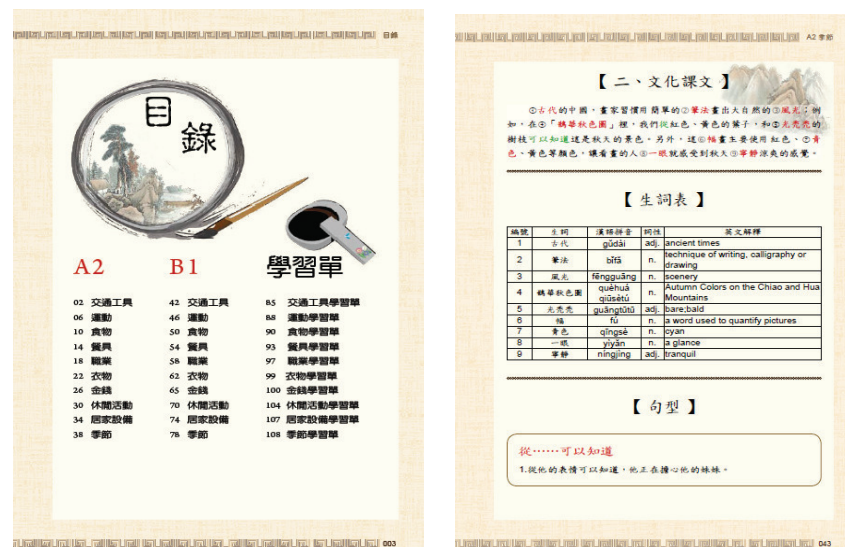 目錄
目
錄
A2
B1
學習單
02 交通工具
06 運動
10 食物
14 餐具
18 職業
22 衣物
26 金錢
30 休閒活動
34 居家設備
38 季節
42 交通工具
46 運動
50 食物
54 餐具
58 職業
62 衣物
65 金錢
70 休閒活動
74 居家設備
78 季節
85 交通工具學習單
88 運動學習單
90 食物學習單
93 餐具學習單
97 職業學習單
99 衣物學習單
100 金錢學習單
104 休閒活動學習單
107 居家設備學習單
108 季節學習單
003
A2 季節
【 二、文化課文 】
①古代的中國,畫家習慣用簡單的②筆法畫出大自然的③風光;例
如,在④「鵲華秋色圖」裡,我們從紅色、黃色的葉子,和⑤光禿禿的
樹枝可以知道這是秋天的景色。另外,這⑥幅畫主要使用紅色、⑦青
色、黃色等顏色,讓看畫的人⑧一眼就感受到秋天⑨寧靜涼爽的感覺。
【 生詞表 】
編號 生詞 漢語拼音 詞性 英文解釋
1 古代 gǔdài adj. ancient times
2 筆法 bǐfǎ n. technique of writing, calligraphy or
drawing
3 風光 fēngguāng n. scenery
4 鵲華秋色圖 quèhuá
qiūsètú n. Autumn Colors on the Chiao and Hua
Mountains
5 光禿禿 guāngtūtū adj. bare;bald
6 幅 fú n. a word used to quantify pictures
7 青色 qīngsè n. cyan
8 一眼 yìyǎn n. a glance
9 寧靜 níngjìng adj. tranquil
【 句型 】
從……可以知道
1.從他的表情可以知道,他正在擔心他的妹妹。
043